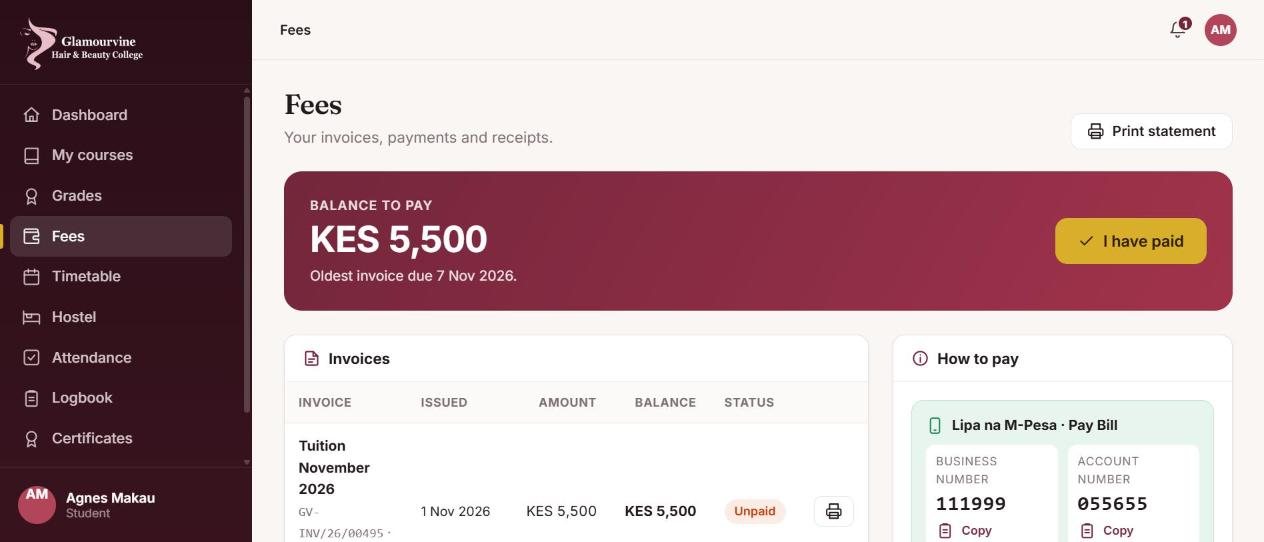 Glamourvine
Hair & Beauty College
Dashboard
My courses
Grades
Fees
Timetable
Hostel
Attendance
Logbook
Certificates
AM
Agnes Makau
Student
Fees
1
AM
Fees
Your invoices, payments and receipts.
Print statement
BALANCE TO PAY
KES 5,500
Oldest invoice due 7 Nov 2026.
I have paid
Invoices
INVOICE ISSUED AMOUNT BALANCE STATUS
Tuition
November
2026
GV-
INV/26/00495 ·
1 Nov 2026 KES 5,500 KES 5,500 Unpaid
How to pay
Lipa na M-Pesa · Pay Bill
BUSINESS
NUMBER
111999
Copy
ACCOUNT
NUMBER
055655
Copy